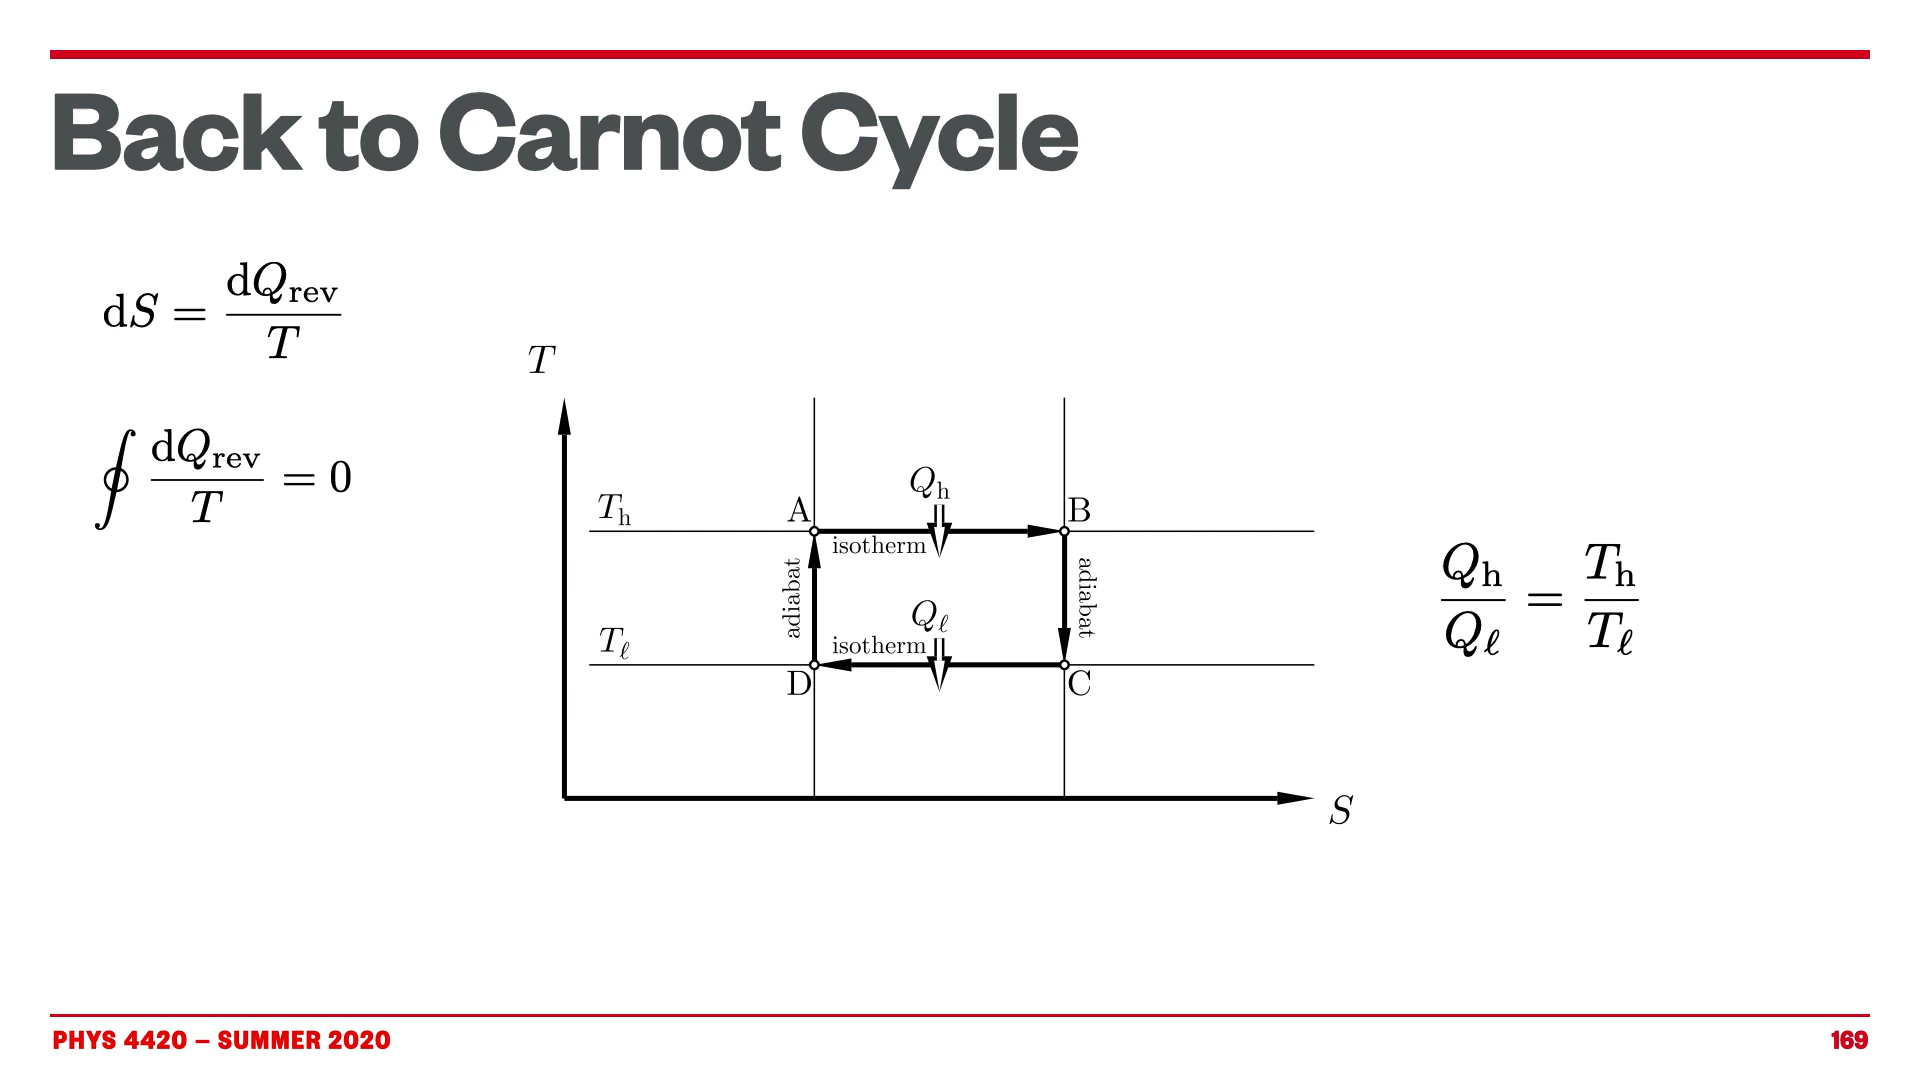 Back to Carnot Cycle
dS = dQ_rev / T
∮ dQ_rev / T = 0
T
Q_h
T_h
A
B
isotherm
adiabat
adiabat
Q_ℓ
T_ℓ
isotherm
D
C
S
Q_h / Q_ℓ = T_h / T_ℓ
PHYS 4420 – SUMMER 2020
169